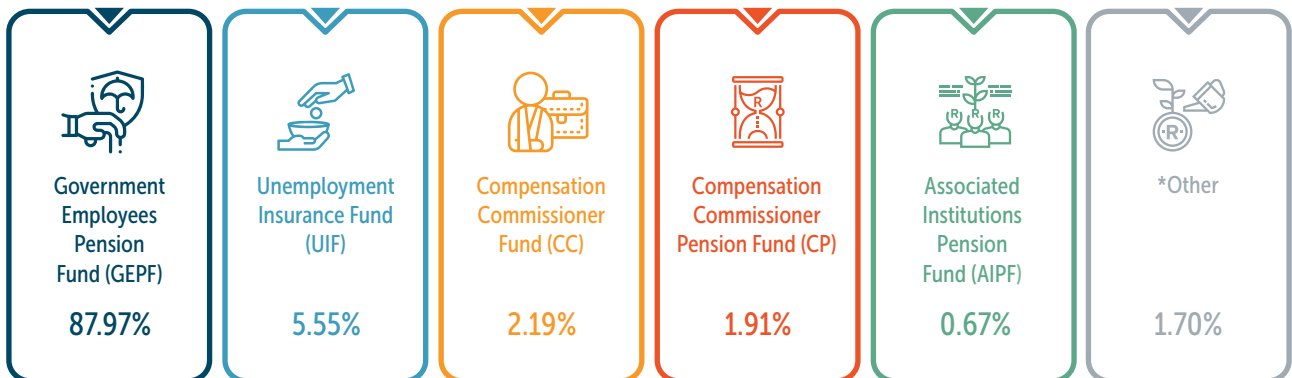 R
R R R
R
Government
Employees
Pension
Fund (GEPF)
87.97%
Unemployment
Insurance Fund
(UIF)
5.55%
Compensation
Commissioner
Fund (CC)
2.19%
Compensation
Commissioner
Pension Fund (CP)
1.91%
Associated
Institutions
Pension
Fund (AIPF)
0.67%
*Other
1.70%